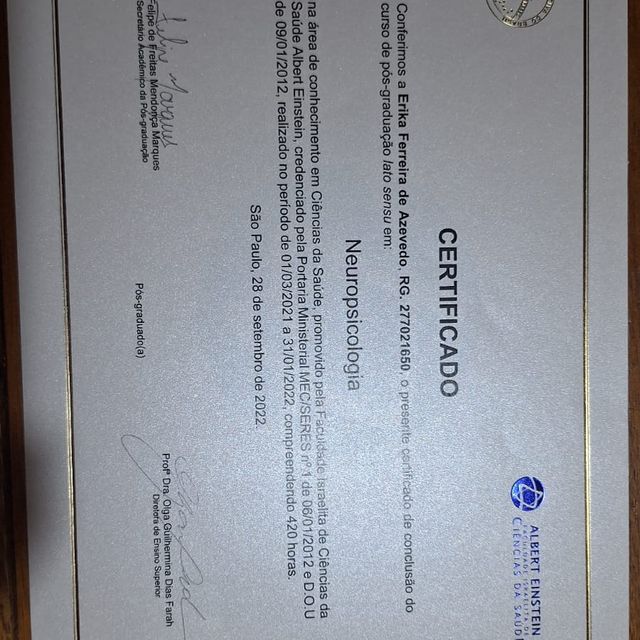 ALBERT EINSTEIN
FACULDADE ISRAELITA DE
CIÊNCIAS DA SAÚDE
CERTIFICADO
Conferimos a Erika Ferreira de Azevedo, RG. 277021650, o presente certificado de conclusão do
curso de pós-graduação lato sensu em:
Neuropsicologia
na área de conhecimento em Ciências da Saúde, promovido pela Faculdade Israelita de Ciências da
Saúde Albert Einstein, credenciado pela Portaria Ministerial MEC/SERES nº 1 de 06/01/2012 e D.O.U
de 09/01/2012, realizado no período de 01/03/2021 a 31/01/2022, compreendendo 420 horas.
São Paulo, 28 de setembro de 2022.
Felipe Marques
Felipe de Freitas Mendonça Marques
Secretário Acadêmico da Pós-graduação
Pós-graduado(a)
Profª Dra. Olga Guilhermina Dias Farah
Diretora de Ensino Superior